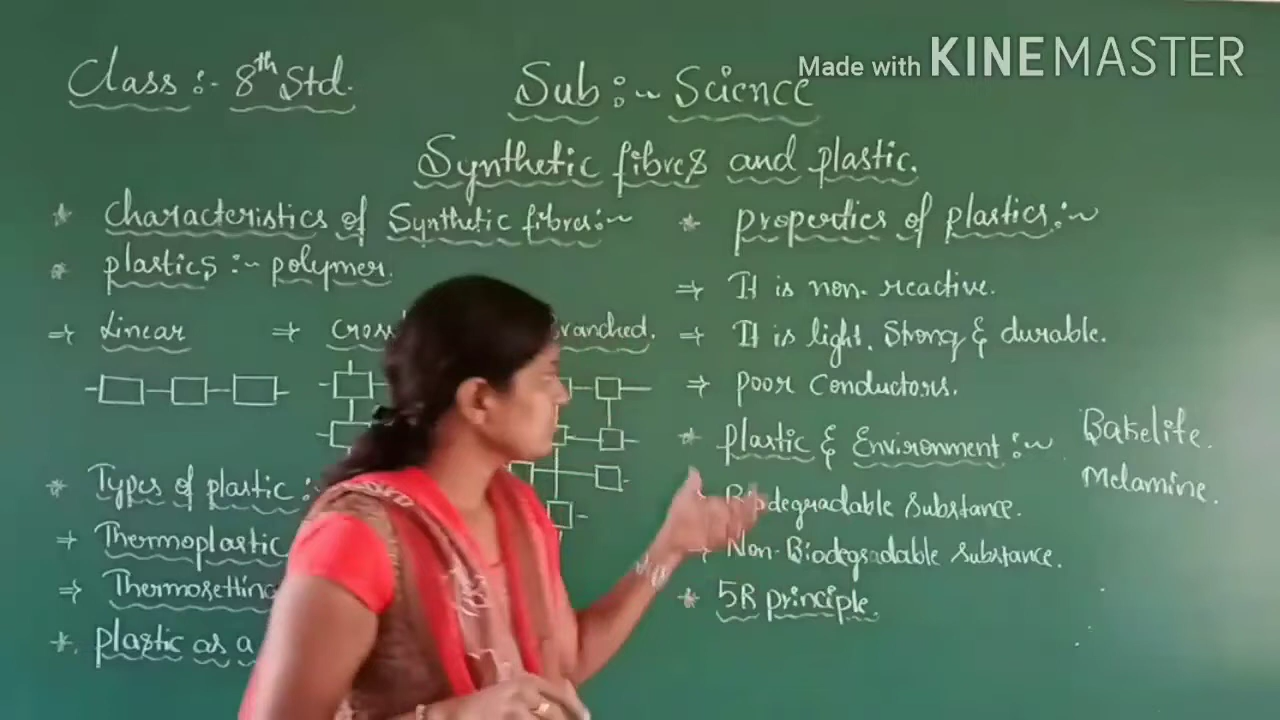 Class :- 8th Std.
Sub :~ Science
Made with KINEMASTER
Synthetic fibres and plastic.
* Characteristics of Synthetic fibres :~
* plastics :~ polymer.
⇒ Linear ⇒ Cross branched.
* Types of plastic :
⇒ Thermoplastic
⇒ Thermosetting
* plastic as a
* properties of plastics :~
⇒ It is non-reactive.
⇒ It is light, Strong & durable.
⇒ poor Conductors.
* plastic & Environment :~
Biodegradable Substance.
→ Non-Biodegradable Substance.
* 5R principle.
Bakelite.
Melamine.